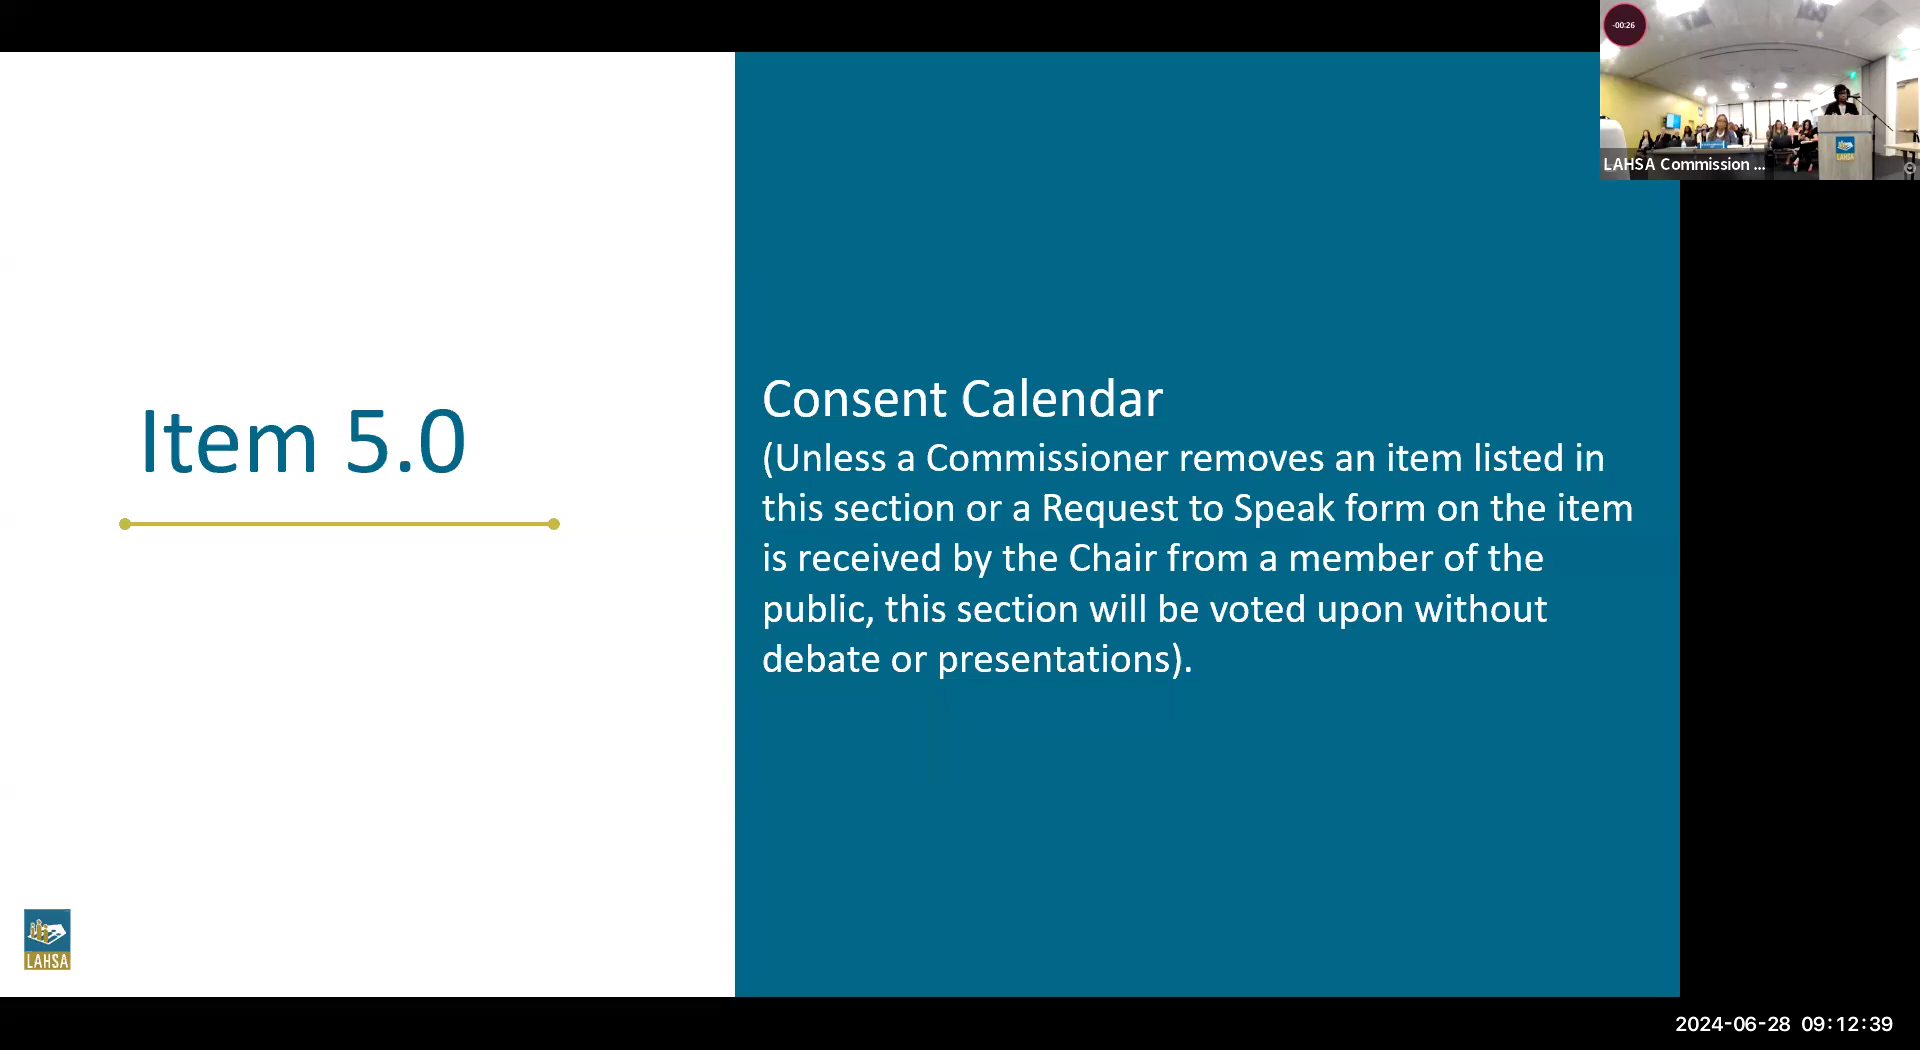 -00:26
LAHSA Commission ...
LAHSA
Item 5.0
Consent Calendar
(Unless a Commissioner removes an item listed in
this section or a Request to Speak form on the item
is received by the Chair from a member of the
public, this section will be voted upon without
debate or presentations).
LAHSA
2024-06-28 09:12:39